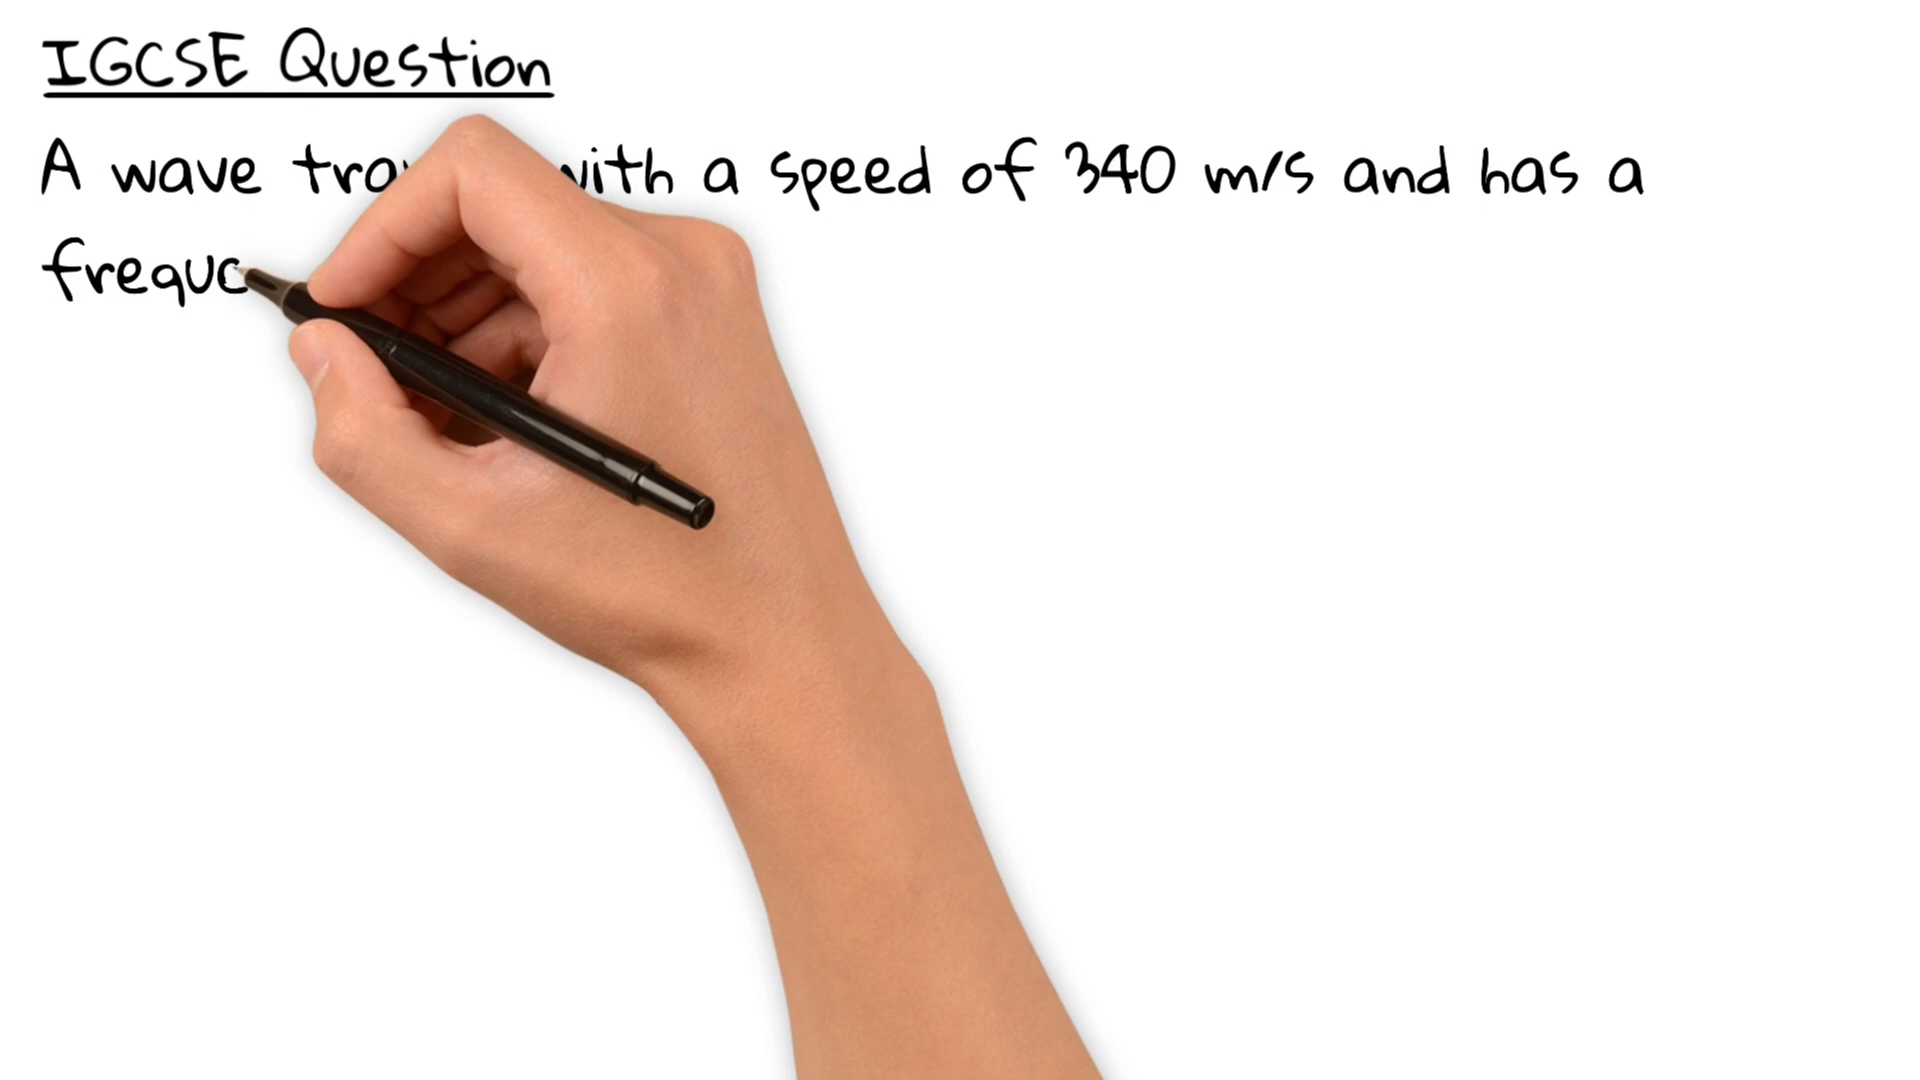 IGCSE Question
A wave with a speed of 340 m/s and has a